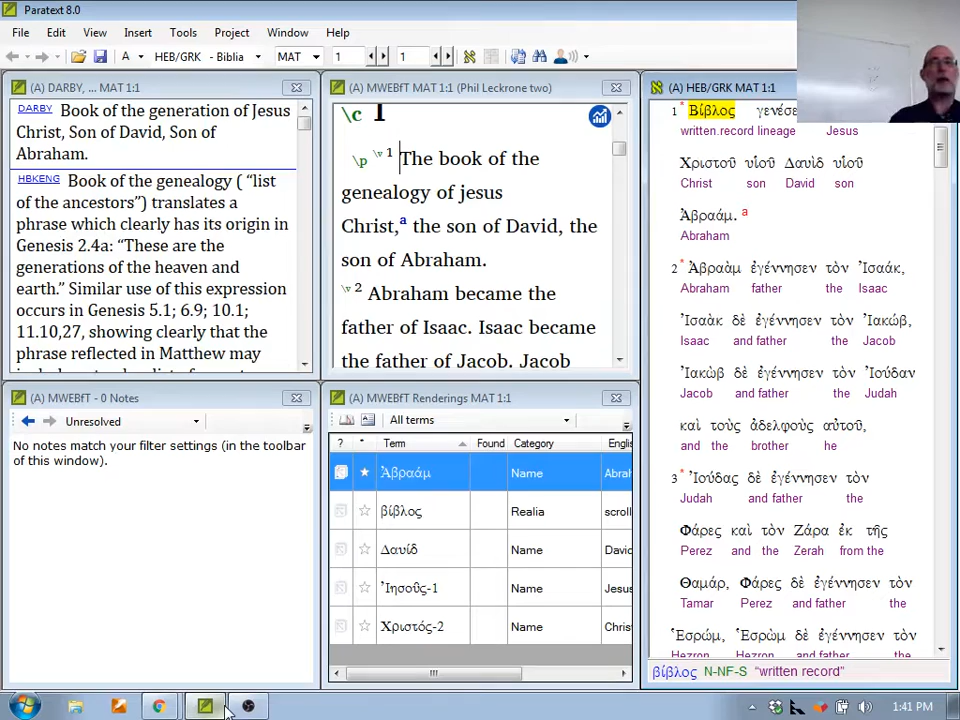 Paratext 8.0
File Edit View Insert Tools Project Window Help
HEB/GRK - Biblia MAT 1 1
(A) DARBY, ... MAT 1:1
DARBY Book of the generation of Jesus
Christ, Son of David, Son of
Abraham.
HBKENG Book of the genealogy ( “list
of the ancestors”) translates a
phrase which clearly has its origin in
Genesis 2.4a: “These are the
generations of the heaven and
earth.” Similar use of this expression
occurs in Genesis 5.1; 6.9; 10.1;
11.10,27, showing clearly that the
phrase reflected in Matthew may
(A) MWEBfT MAT 1:1 (Phil Leckrone two)
\c 1
\p \v 1 The book of the
genealogy of jesus
Christ,a the son of David, the
son of Abraham.
\v 2 Abraham became the
father of Isaac. Isaac became
the father of Jacob. Jacob
(A) HEB/GRK MAT 1:1
1 * Βίβλος
written.record lineage Jesus
Χριστοῦ υἱοῦ Δαυὶδ υἱοῦ
Christ son David son
Ἀβραάμ. a
Abraham
2 * Ἀβραὰμ ἐγέννησεν τὸν Ἰσαάκ,
Abraham father the Isaac
Ἰσαὰκ δὲ ἐγέννησεν τὸν Ἰακώβ,
Isaac and father the Jacob
Ἰακὼβ δὲ ἐγέννησεν τὸν Ἰούδαν
Jacob and father the Judah
καὶ τοὺς ἀδελφοὺς αὐτοῦ,
and the brother he
3 * Ἰούδας δὲ ἐγέννησεν τὸν
Judah and father the
Φάρες καὶ τὸν Ζάρα ἐκ τῆς
Perez and the Zerah from the
Θαμάρ, Φάρες δὲ ἐγέννησεν τὸν
Tamar Perez and father the
Ἑσρώμ, Ἑσρὼμ δὲ ἐγέννησεν τὸν
Hezron Hezron and father the
βίβλος N-NF-S “written record”
(A) MWEBfT - 0 Notes
Unresolved
No notes match your filter settings (in the toolbar
of this window).
(A) MWEBfT Renderings MAT 1:1
All terms
? * Term Found Category Englis
Ἀβραάμ Name Abrah
βίβλος Realia scroll
Δαυίδ Name David
Ἰησοῦς-1 Name Jesus
Χριστός-2 Name Christ
1:41 PM